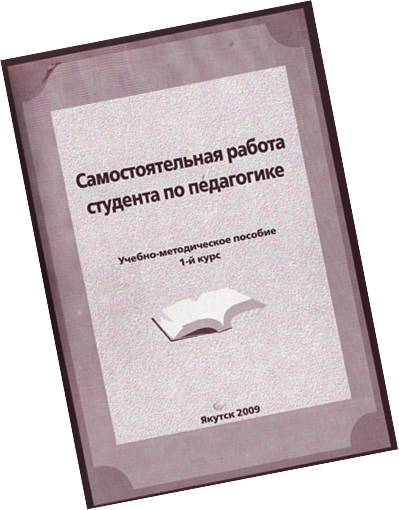 Самостоятельная работа
студента по педагогике
Учебно-методическое пособие
1-й курс
Якутск 2009